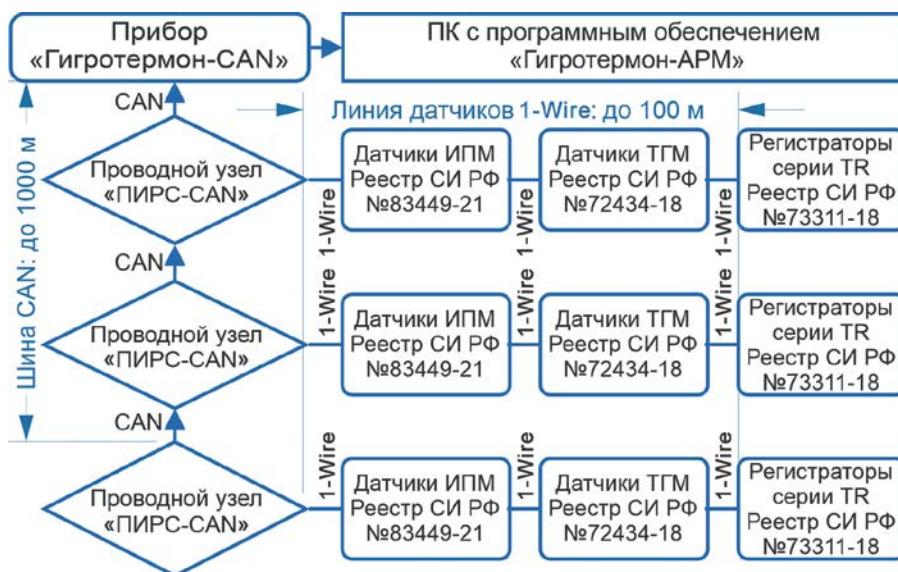 Прибор
«Гигротермон-CAN»
ПК с программным обеспечением
«Гигротермон-АРМ»
CAN
Линия датчиков 1-Wire: до 100 м
Шина CAN: до 1000 м
Проводной узел
«ПИРС-CAN»
1-Wire
Датчики ИПМ
Реестр СИ РФ
№83449-21
1-Wire
Датчики ТГМ
Реестр СИ РФ
№72434-18
1-Wire
Регистраторы
серии TR
Реестр СИ РФ
№73311-18
CAN
Проводной узел
«ПИРС-CAN»
1-Wire
Датчики ИПМ
Реестр СИ РФ
№83449-21
1-Wire
Датчики ТГМ
Реестр СИ РФ
№72434-18
1-Wire
Регистраторы
серии TR
Реестр СИ РФ
№73311-18
CAN
Проводной узел
«ПИРС-CAN»
1-Wire
Датчики ИПМ
Реестр СИ РФ
№83449-21
1-Wire
Датчики ТГМ
Реестр СИ РФ
№72434-18
1-Wire
Регистраторы
серии TR
Реестр СИ РФ
№73311-18